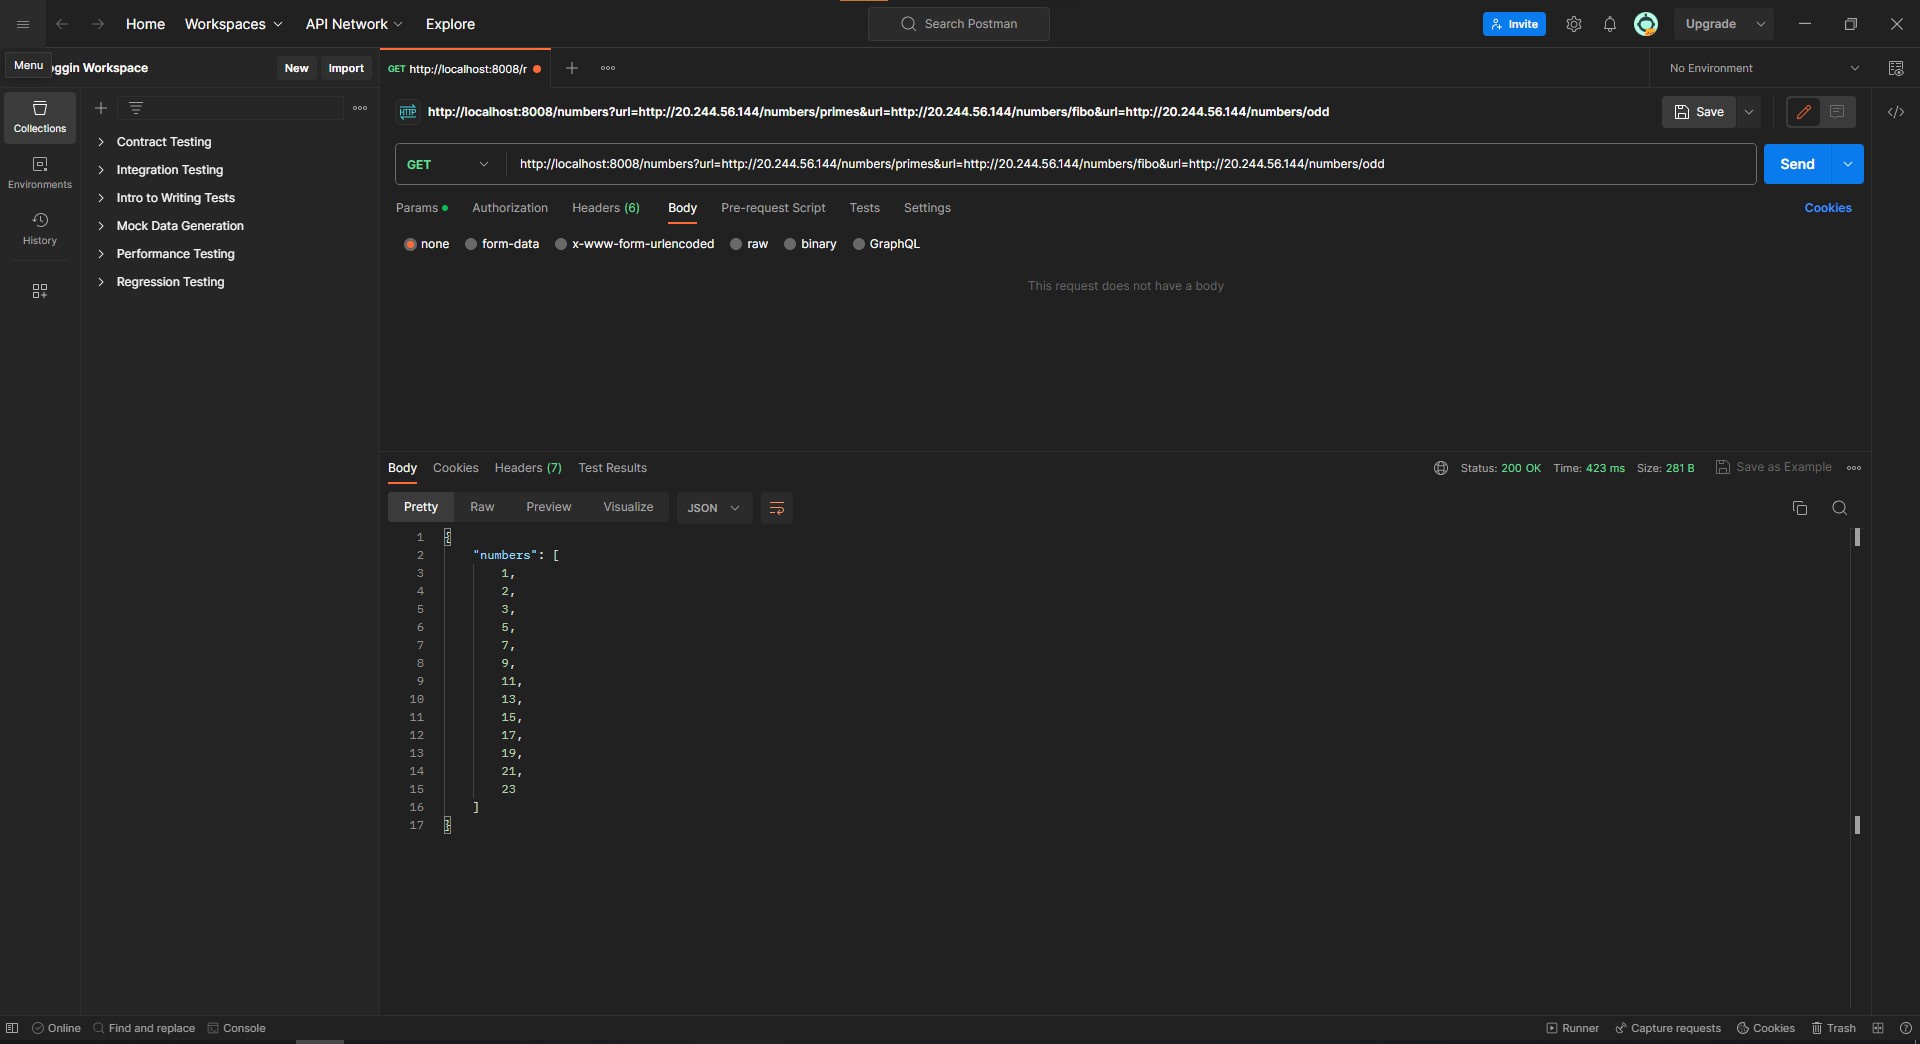 Home Workspaces API Network Explore Search Postman Invite Upgrade
Menu oggin Workspace New Import GET http://localhost:8008/r No Environment
http://localhost:8008/numbers?url=http://20.244.56.144/numbers/primes&url=http://20.244.56.144/numbers/fibo&url=http://20.244.56.144/numbers/odd Save
Collections
Environments
History
Contract Testing
Integration Testing
Intro to Writing Tests
Mock Data Generation
Performance Testing
Regression Testing
GET http://localhost:8008/numbers?url=http://20.244.56.144/numbers/primes&url=http://20.244.56.144/numbers/fibo&url=http://20.244.56.144/numbers/odd Send
Params Authorization Headers (6) Body Pre-request Script Tests Settings Cookies
none form-data x-www-form-urlencoded raw binary GraphQL
This request does not have a body
Body Cookies Headers (7) Test Results Status: 200 OK Time: 423 ms Size: 281 B Save as Example
Pretty Raw Preview Visualize JSON
1 {
2 "numbers": [
3 1,
4 2,
5 3,
6 5,
7 7,
8 9,
9 11,
10 13,
11 15,
12 17,
13 19,
14 21,
15 23
16 ]
17 }
Online Find and replace Console Runner Capture requests Cookies Trash